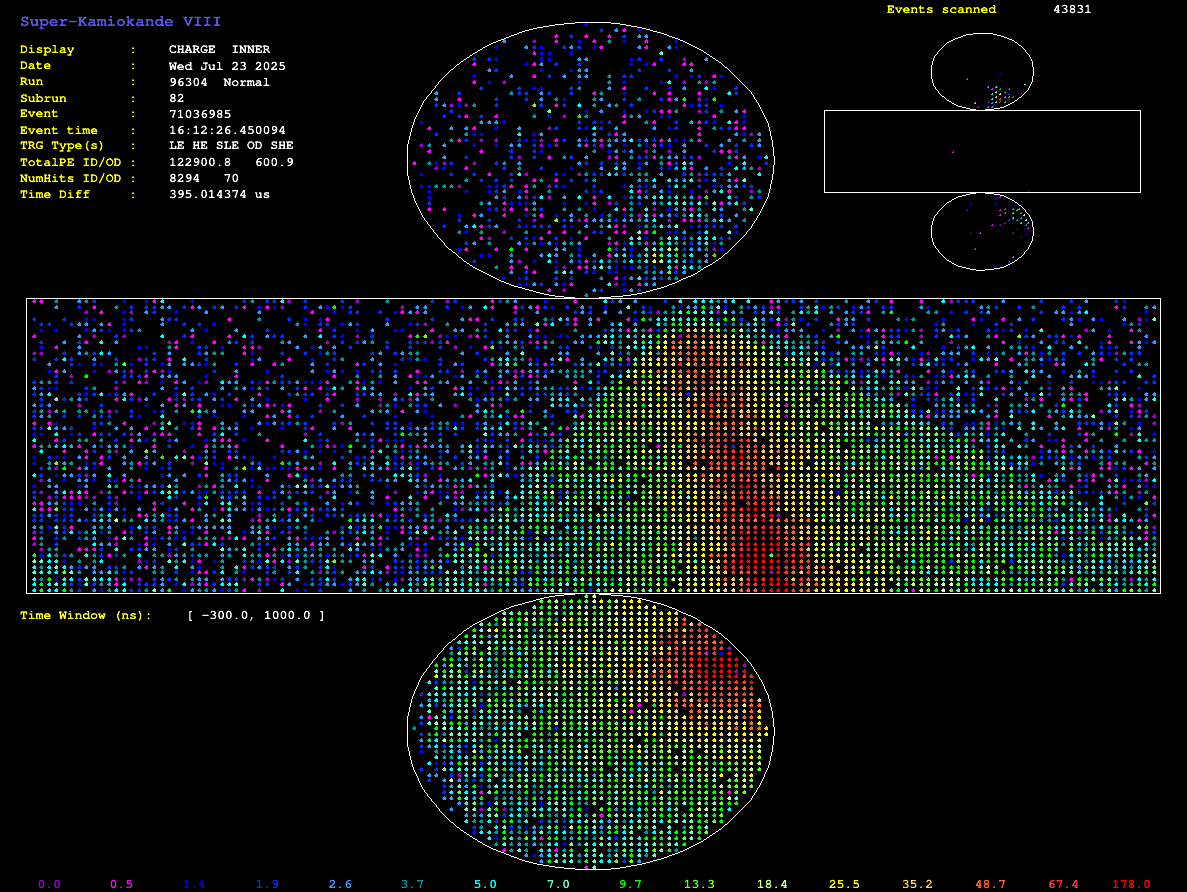 Super-Kamiokande VIII
Events scanned 43831
Display : CHARGE INNER
Date : Wed Jul 23 2025
Run : 96304 Normal
Subrun : 82
Event : 71036985
Event time : 16:12:26.450094
TRG Type(s) : LE HE SLE OD SHE
TotalPE ID/OD : 122900.8 600.9
NumHits ID/OD : 8294 70
Time Diff : 395.014374 us
Time Window (ns): [ -300.0, 1000.0 ]
0.0 0.5 1.4 1.9 2.6 3.7 5.0 7.0 9.7 13.3 18.4 25.5 35.2 48.7 67.4 178.0